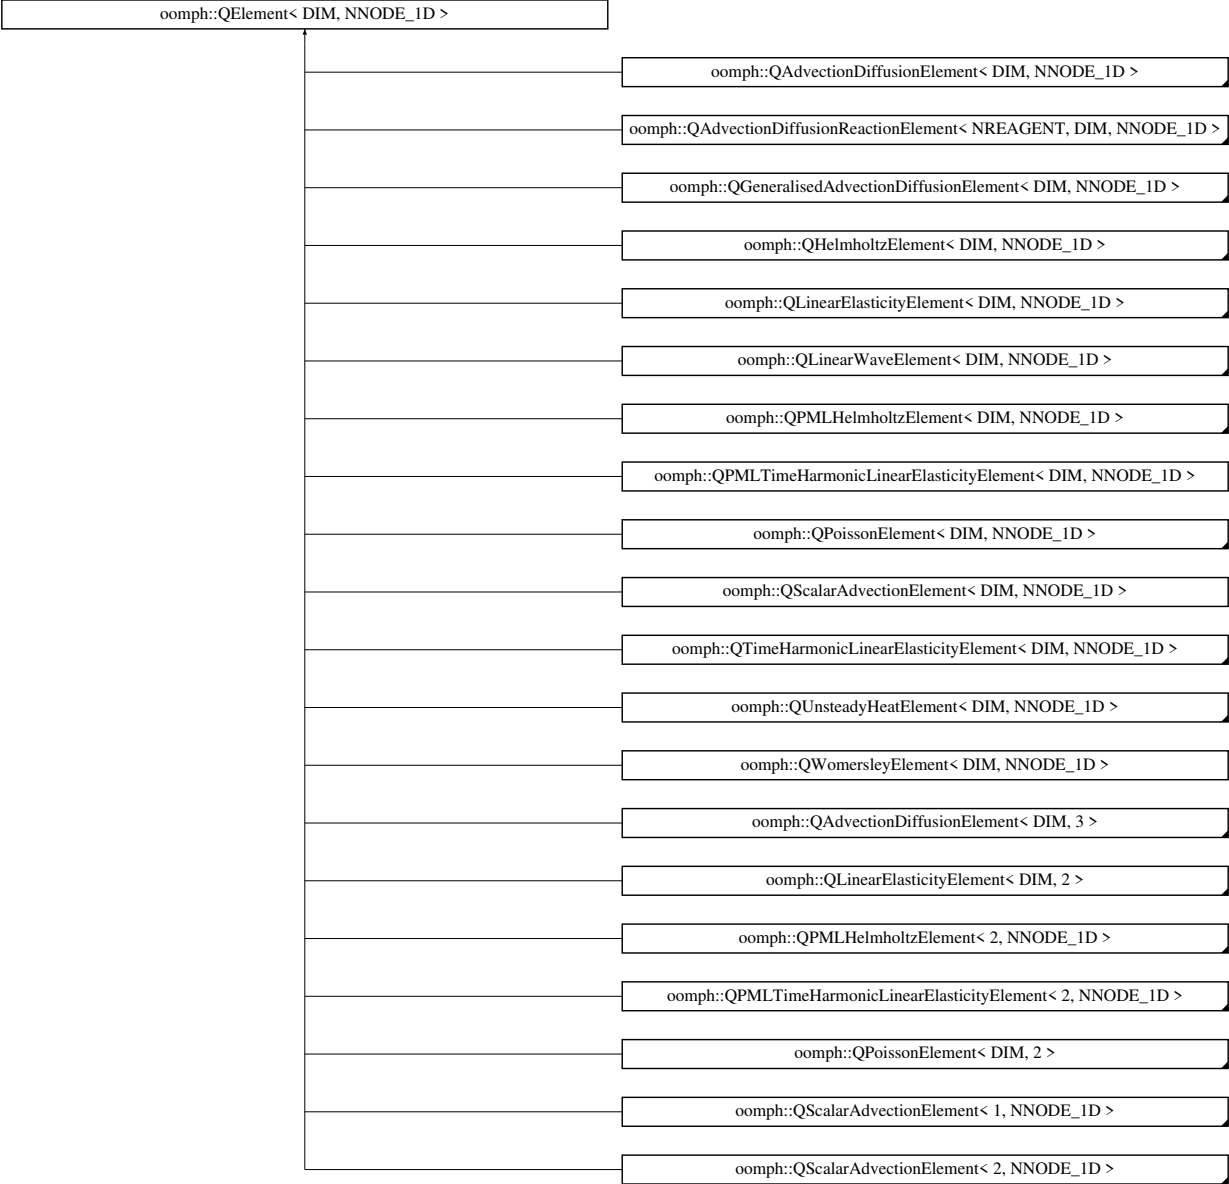 oomph::QElement< DIM, NNODE_1D >
oomph::QAdvectionDiffusionElement< DIM, NNODE_1D >
oomph::QAdvectionDiffusionReactionElement< NREAGENT, DIM, NNODE_1D >
oomph::QGeneralisedAdvectionDiffusionElement< DIM, NNODE_1D >
oomph::QHelmholtzElement< DIM, NNODE_1D >
oomph::QLinearElasticityElement< DIM, NNODE_1D >
oomph::QLinearWaveElement< DIM, NNODE_1D >
oomph::QPMLHelmholtzElement< DIM, NNODE_1D >
oomph::QPMLTimeHarmonicLinearElasticityElement< DIM, NNODE_1D >
oomph::QPoissonElement< DIM, NNODE_1D >
oomph::QScalarAdvectionElement< DIM, NNODE_1D >
oomph::QTimeHarmonicLinearElasticityElement< DIM, NNODE_1D >
oomph::QUnsteadyHeatElement< DIM, NNODE_1D >
oomph::QWomersleyElement< DIM, NNODE_1D >
oomph::QAdvectionDiffusionElement< DIM, 3 >
oomph::QLinearElasticityElement< DIM, 2 >
oomph::QPMLHelmholtzElement< 2, NNODE_1D >
oomph::QPMLTimeHarmonicLinearElasticityElement< 2, NNODE_1D >
oomph::QPoissonElement< DIM, 2 >
oomph::QScalarAdvectionElement< 1, NNODE_1D >
oomph::QScalarAdvectionElement< 2, NNODE_1D >